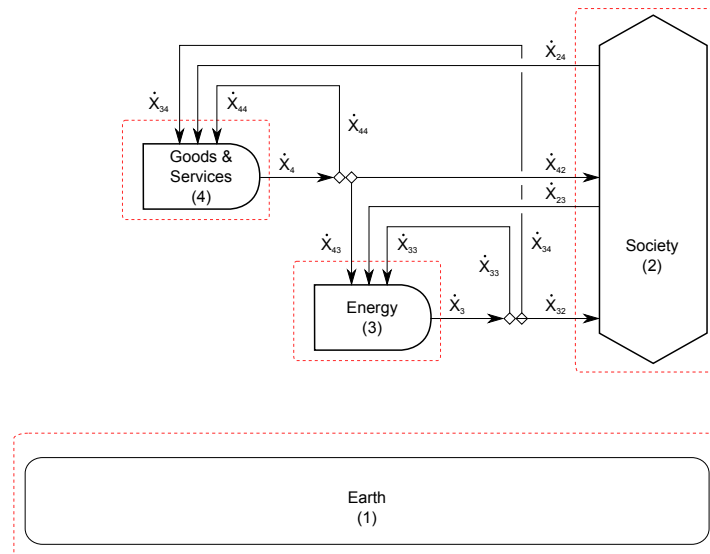 Ẋ₂₄
Ẋ₃₄
Ẋ₄₄
Ẋ₄₄
Goods &
Services
(4)
Ẋ₄
Ẋ₄₂
Ẋ₂₃
Ẋ₄₃
Ẋ₃₃
Ẋ₃₄
Ẋ₃₃
Society
(2)
Energy
(3)
Ẋ₃
Ẋ₃₂
Earth
(1)